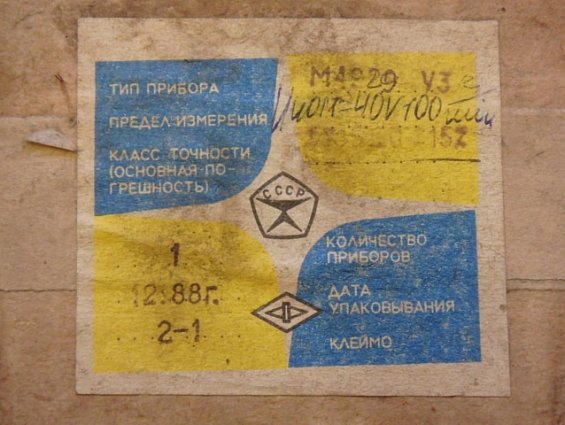 ТИП ПРИБОРА
ПРЕДЕЛ ИЗМЕРЕНИЯ
КЛАСС ТОЧНОСТИ
(ОСНОВНАЯ ПО-
ГРЕШНОСТЬ)
У3
СССР
1
12.88г.
2-1
КОЛИЧЕСТВО
ПРИБОРОВ
ДАТА
УПАКОВЫВАНИЯ
КЛЕЙМО